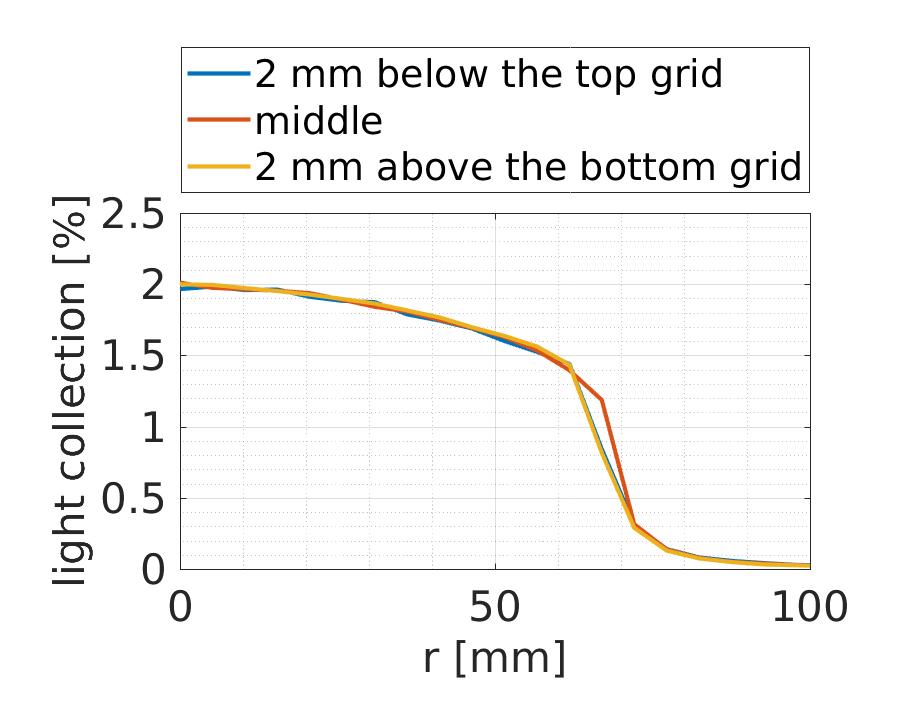 2 mm below the top grid
middle
2 mm above the bottom grid
light collection [%]
2.5
2
1.5
1
0.5
0
0 50 100
r [mm]